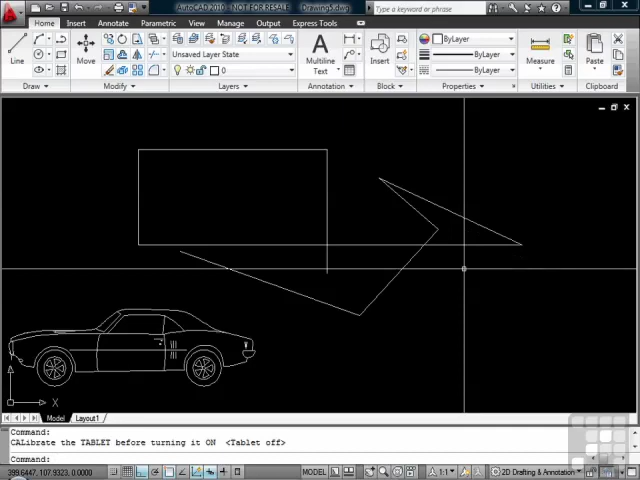 AutoCAD 2010 - NOT FOR RESALE Drawing5.dwg
Type a keyword or phrase
Home Insert Annotate Parametric View Manage Output Express Tools
Line
Move
Unsaved Layer State
0
Multiline
Text
Insert
ByLayer
ByLayer
ByLayer
Measure
Paste
Draw Modify Layers Annotation Block Properties Utilities Clipboard
X
Model Layout1
Command:
CALibrate the TABLET before turning it ON <Tablet off>
Command:
399.6447, 107.9323, 0.0000
MODEL
1:1
2D Drafting & Annotation